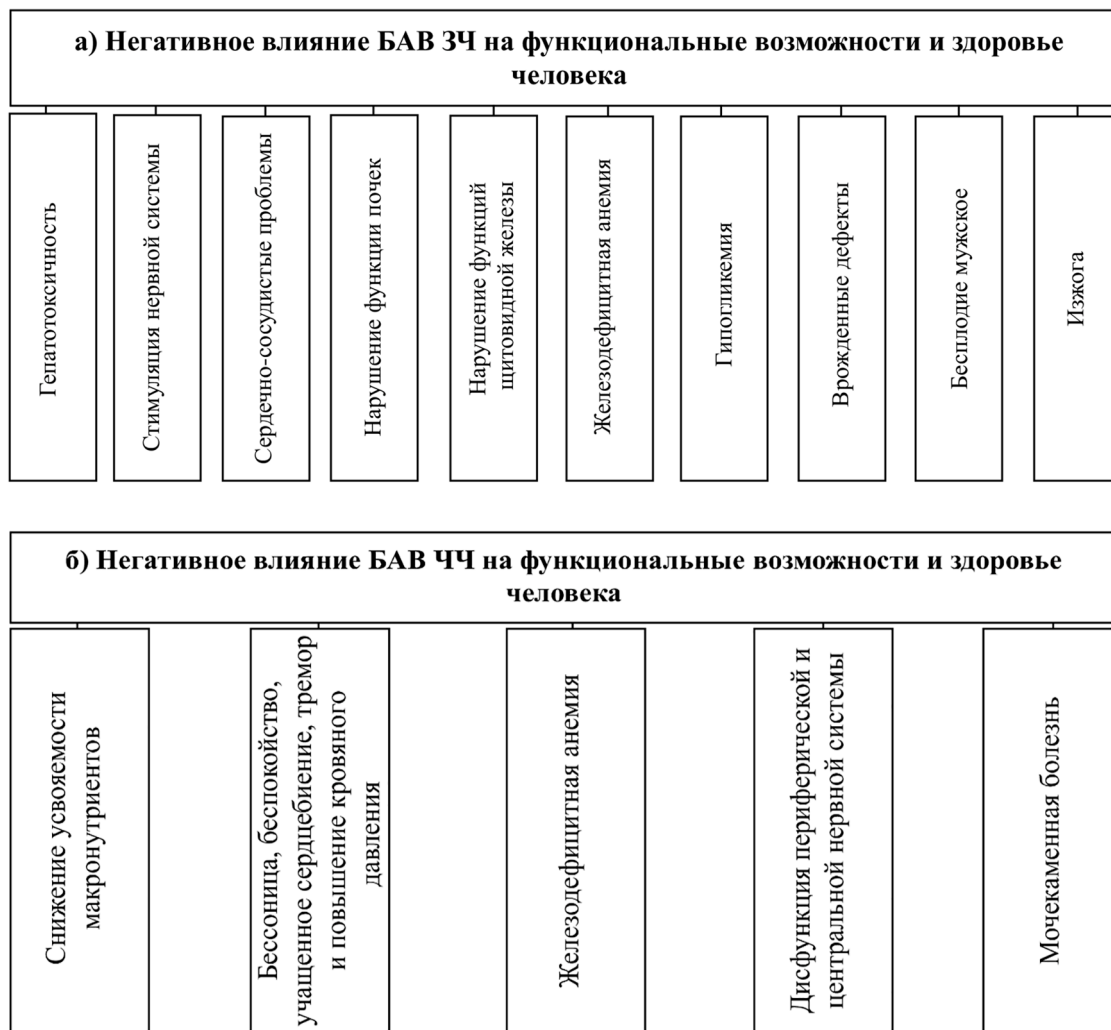 а) Негативное влияние БАВ ЗЧ на функциональные возможности и здоровье
человека
Гепатотоксичность
Стимуляция нервной системы
Сердечно-сосудистые проблемы
Нарушение функции почек
Нарушение функций
щитовидной железы
Железодефицитная анемия
Гипогликемия
Врожденные дефекты
Бесплодие мужское
Изжога
б) Негативное влияние БАВ ЧЧ на функциональные возможности и здоровье
человека
Снижение усвояемости
макронутриентов
Бессоница, беспокойство,
учащенное сердцебиение, тремор
и повышение кровяного
давления
Железодефицитная анемия
Дисфункция периферической и
центральной нервной системы
Мочекаменная болезнь